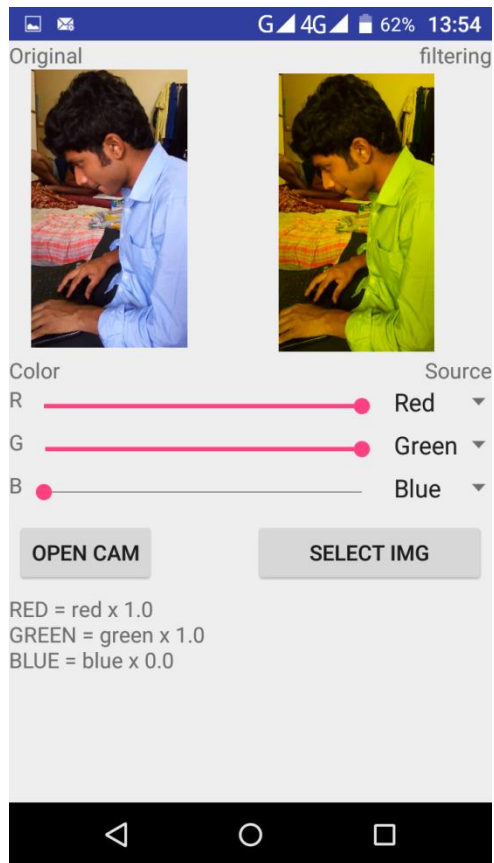 G 4G 62% 13:54
Original filtering
Color Source
R Red
G Green
B Blue
OPEN CAM SELECT IMG
RED = red x 1.0
GREEN = green x 1.0
BLUE = blue x 0.0